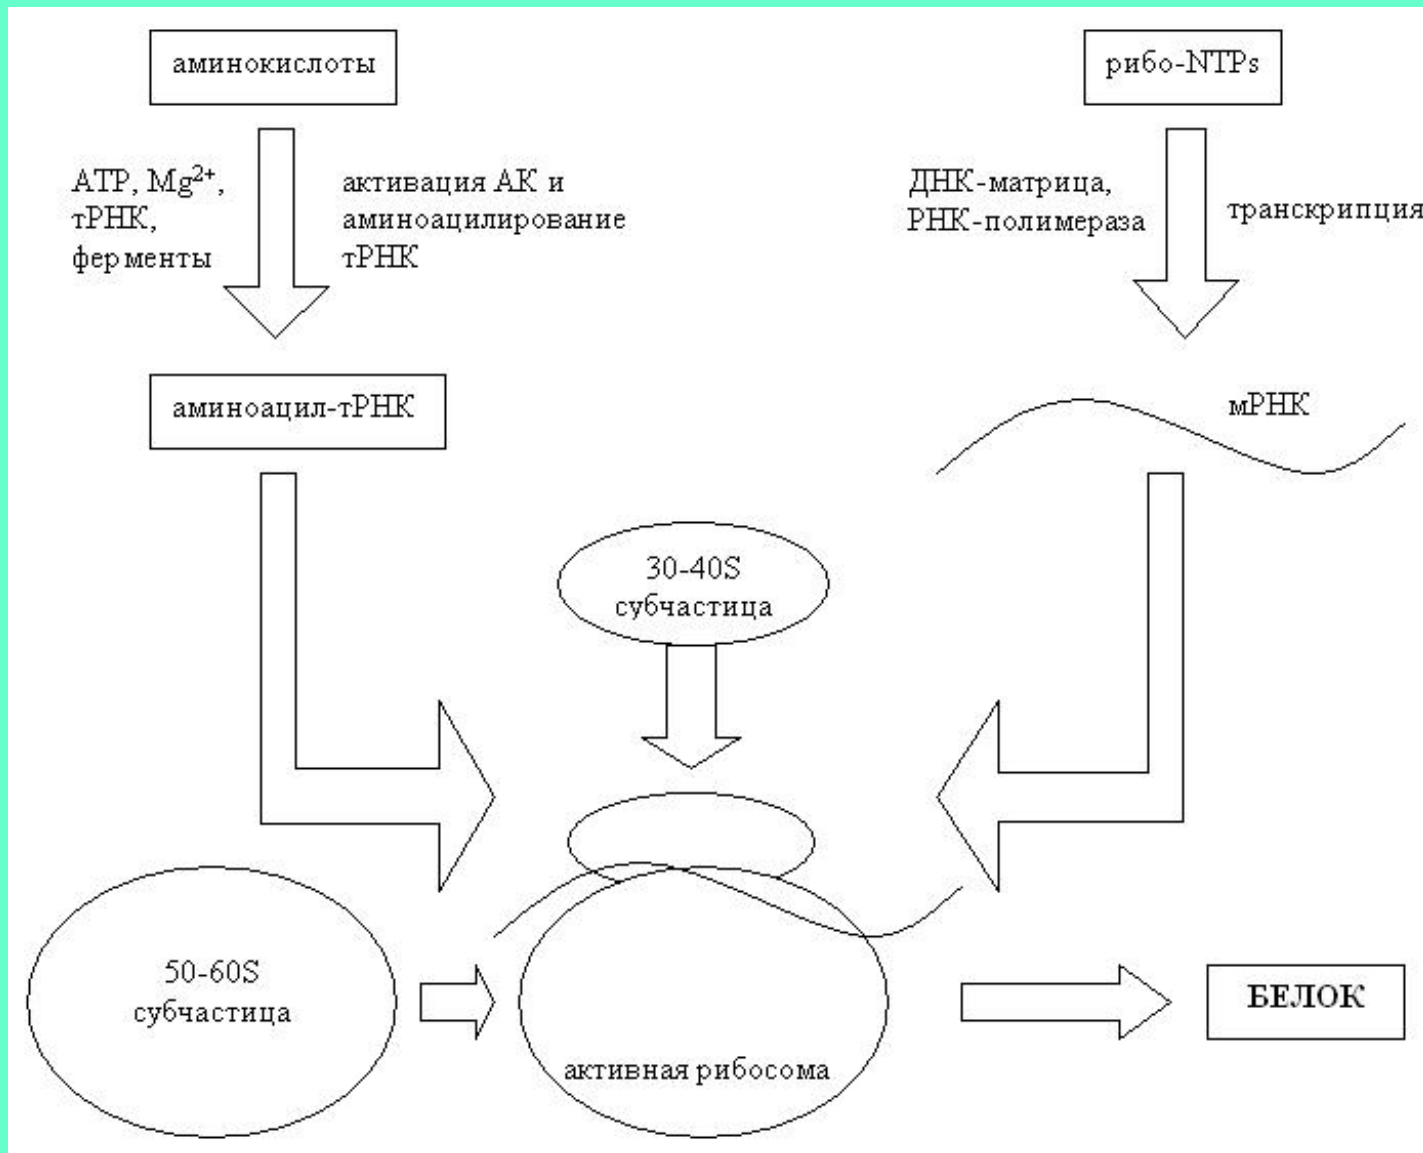 аминокислоты
рибо-NTPs
ATP, Mg²⁺,
тРНК,
ферменты
активация АК и
аминоацилирование
тРНК
ДНК-матрица,
РНК-полимераза
транскрипция
аминоацил-тРНК
мРНК
30-40S
субчастица
50-60S
субчастица
активная рибосома
БЕЛОК